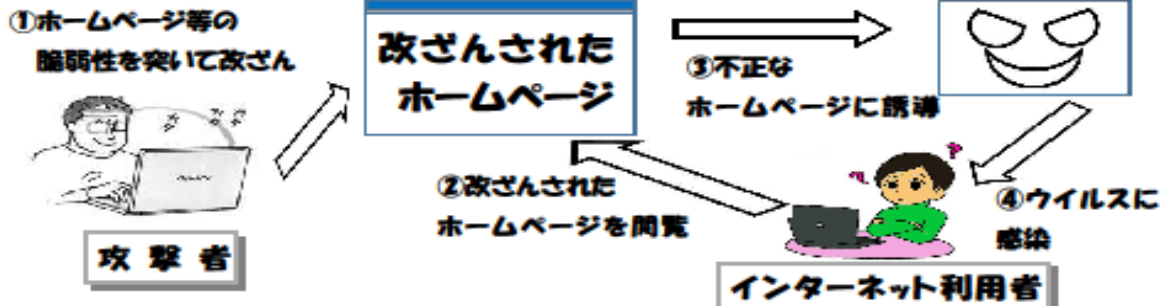 ①ホームページ等の
脆弱性を突いて改ざん
改ざんされた
ホームページ
③不正な
ホームページに誘導
②改ざんされた
ホームページを閲覧
④ウイルスに
感染
攻撃者
インターネット利用者